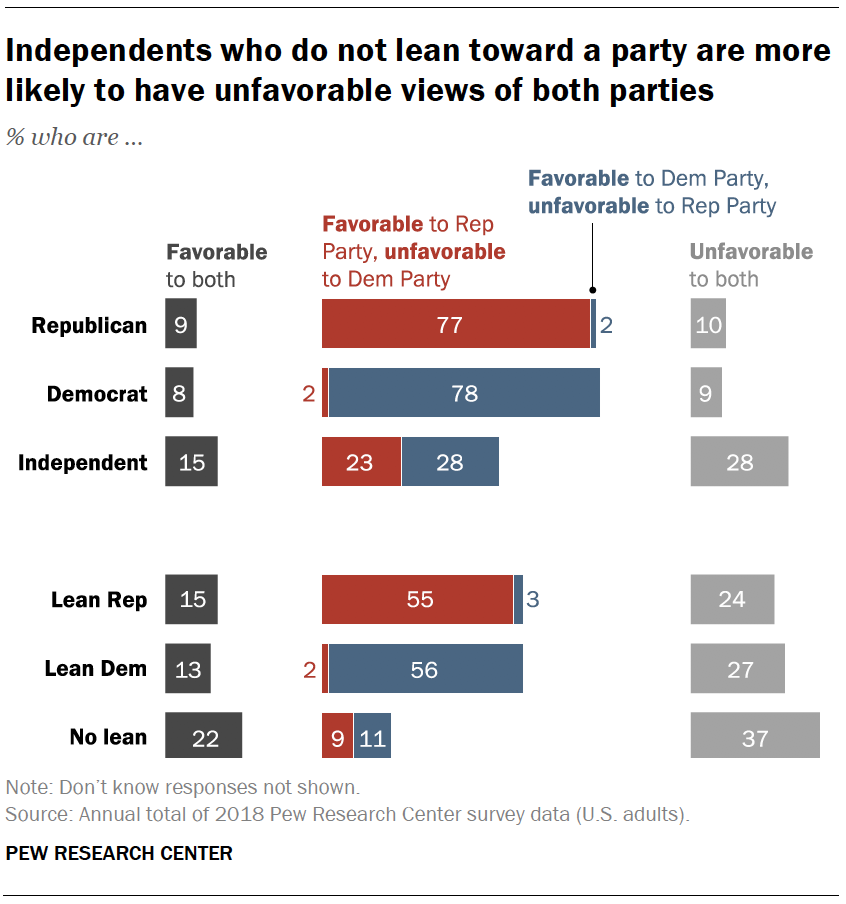 Independents who do not lean toward a party are more
likely to have unfavorable views of both parties
% who are ...
Favorable to Dem Party,
unfavorable to Rep Party
Favorable to Rep
Party, unfavorable
to Dem Party
Favorable
to both
Unfavorable
to both
Republican 9 77 2 10
Democrat 8 2 78 9
Independent 15 23 28 28
Lean Rep 15 55 3 24
Lean Dem 13 2 56 27
No lean 22 9 11 37
Note: Don’t know responses not shown.
Source: Annual total of 2018 Pew Research Center survey data (U.S. adults).
PEW RESEARCH CENTER